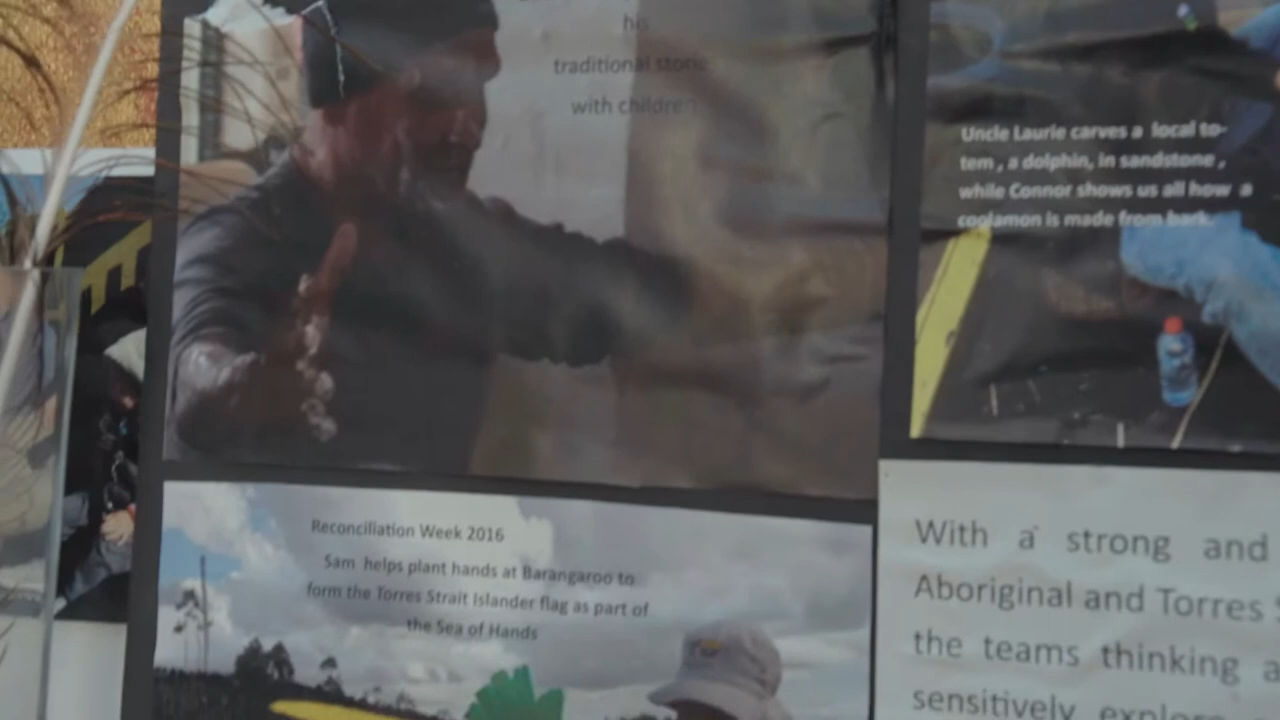 his
traditional
with children
Uncle Laurie carves a local to-
tem , a dolphin, in sandstone ,
while Connor shows us all how a
coolamon is made from bark.
Reconciliation Week 2016
Sam helps plant hands at Barangaroo to
form the Torres Strait Islander flag as part of
the Sea of Hands
With a strong and
Aboriginal and Torres
the teams thinking
sensitively